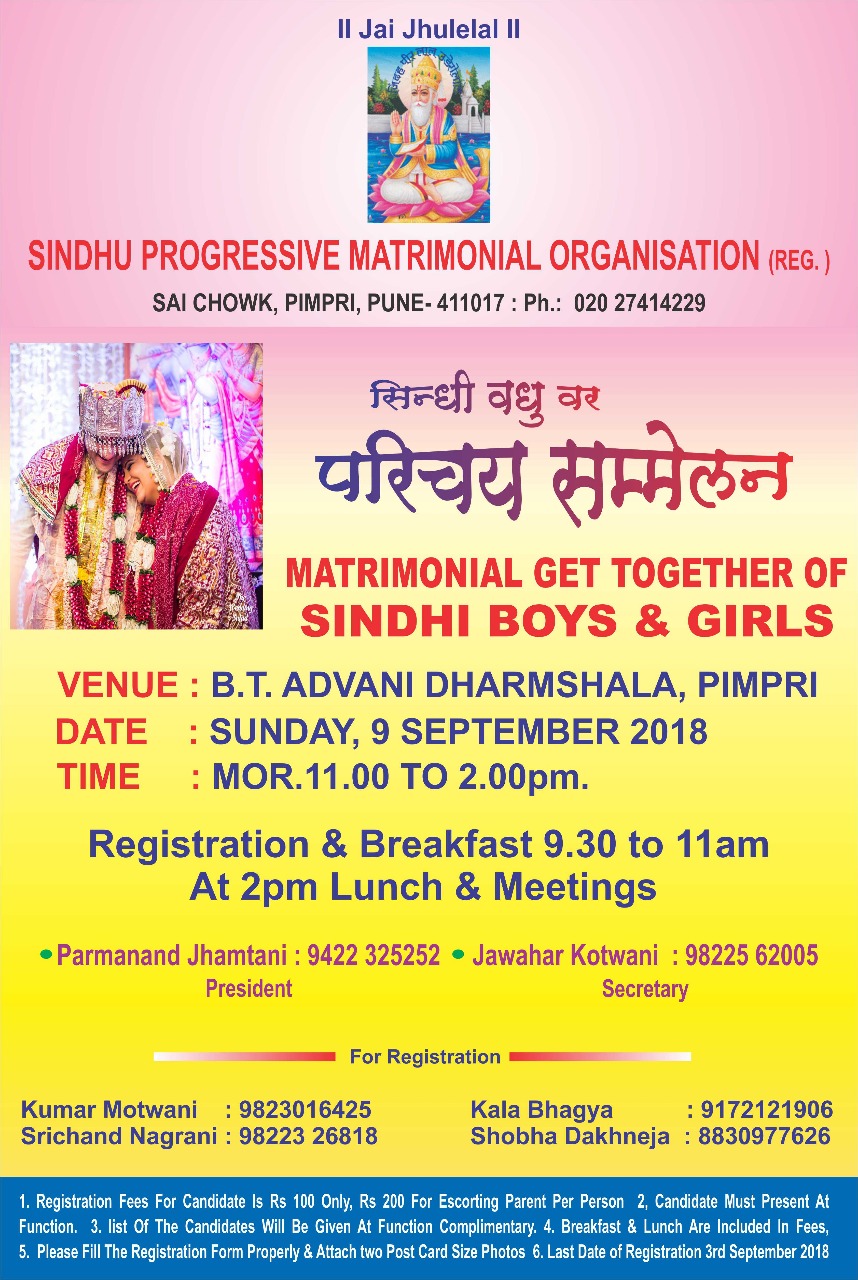 II Jai Jhulelal II
SINDHU PROGRESSIVE MATRIMONIAL ORGANISATION (REG. )
SAI CHOWK, PIMPRI, PUNE- 411017 : Ph.: 020 27414229
सिन्धी वधु वर
परिचय सम्मेलन
MATRIMONIAL GET TOGETHER OF
SINDHI BOYS & GIRLS
VENUE : B.T. ADVANI DHARMSHALA, PIMPRI
DATE : SUNDAY, 9 SEPTEMBER 2018
TIME : MOR.11.00 TO 2.00pm.
Registration & Breakfast 9.30 to 11am
At 2pm Lunch & Meetings
• Parmanand Jhamtani : 9422 325252 • Jawahar Kotwani : 98225 62005
President Secretary
For Registration
Kumar Motwani : 9823016425 Kala Bhagya : 9172121906
Srichand Nagrani : 98223 26818 Shobha Dakhneja : 8830977626
1. Registration Fees For Candidate Is Rs 100 Only, Rs 200 For Escorting Parent Per Person 2, Candidate Must Present At
Function. 3. list Of The Candidates Will Be Given At Function Complimentary. 4. Breakfast & Lunch Are Included In Fees,
5. Please Fill The Registration Form Properly & Attach two Post Card Size Photos 6. Last Date of Registration 3rd September 2018